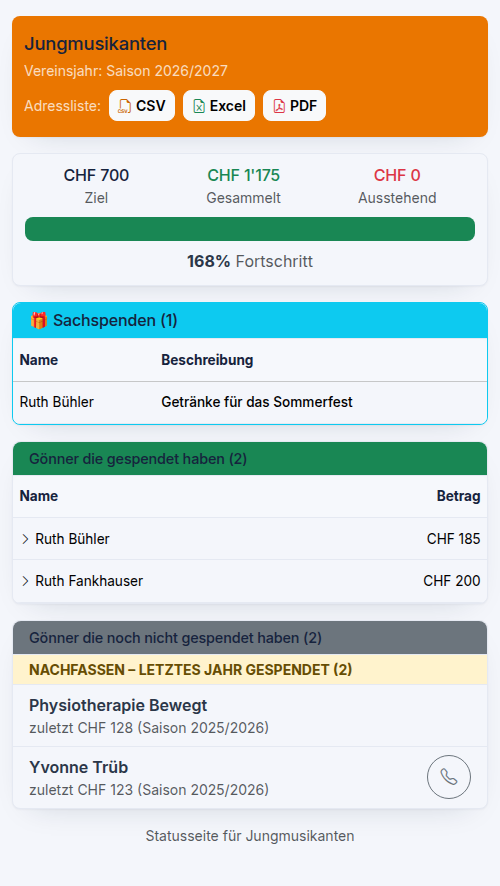 Jungmusikanten
Vereinsjahr: Saison 2026/2027
Adressliste: CSV Excel PDF
CHF 700 CHF 1'175 CHF 0
Ziel Gesammelt Ausstehend
168% Fortschritt
🎁 Sachspenden (1)
Name Beschreibung
Ruth Bühler Getränke für das Sommerfest
Gönner die gespendet haben (2)
Name Betrag
Ruth Bühler CHF 185
Ruth Fankhauser CHF 200
Gönner die noch nicht gespendet haben (2)
NACHFASSEN – LETZTES JAHR GESPENDET (2)
Physiotherapie Bewegt
zuletzt CHF 128 (Saison 2025/2026)
Yvonne Trüb
zuletzt CHF 123 (Saison 2025/2026)
Statusseite für Jungmusikanten